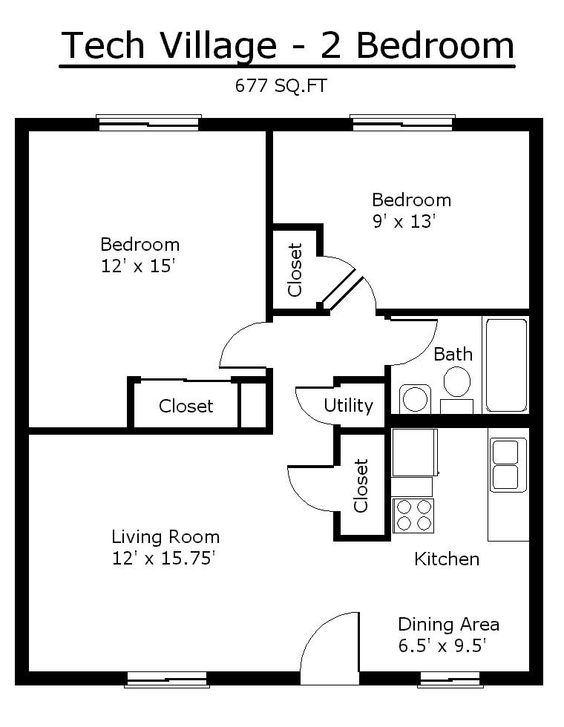 Tech Village - 2 Bedroom
677 SQ.FT
Bedroom
9' x 13'
Bedroom
12' x 15'
Closet
Bath
Closet
Utility
Closet
Living Room
12' x 15.75'
Kitchen
Dining Area
6.5' x 9.5'